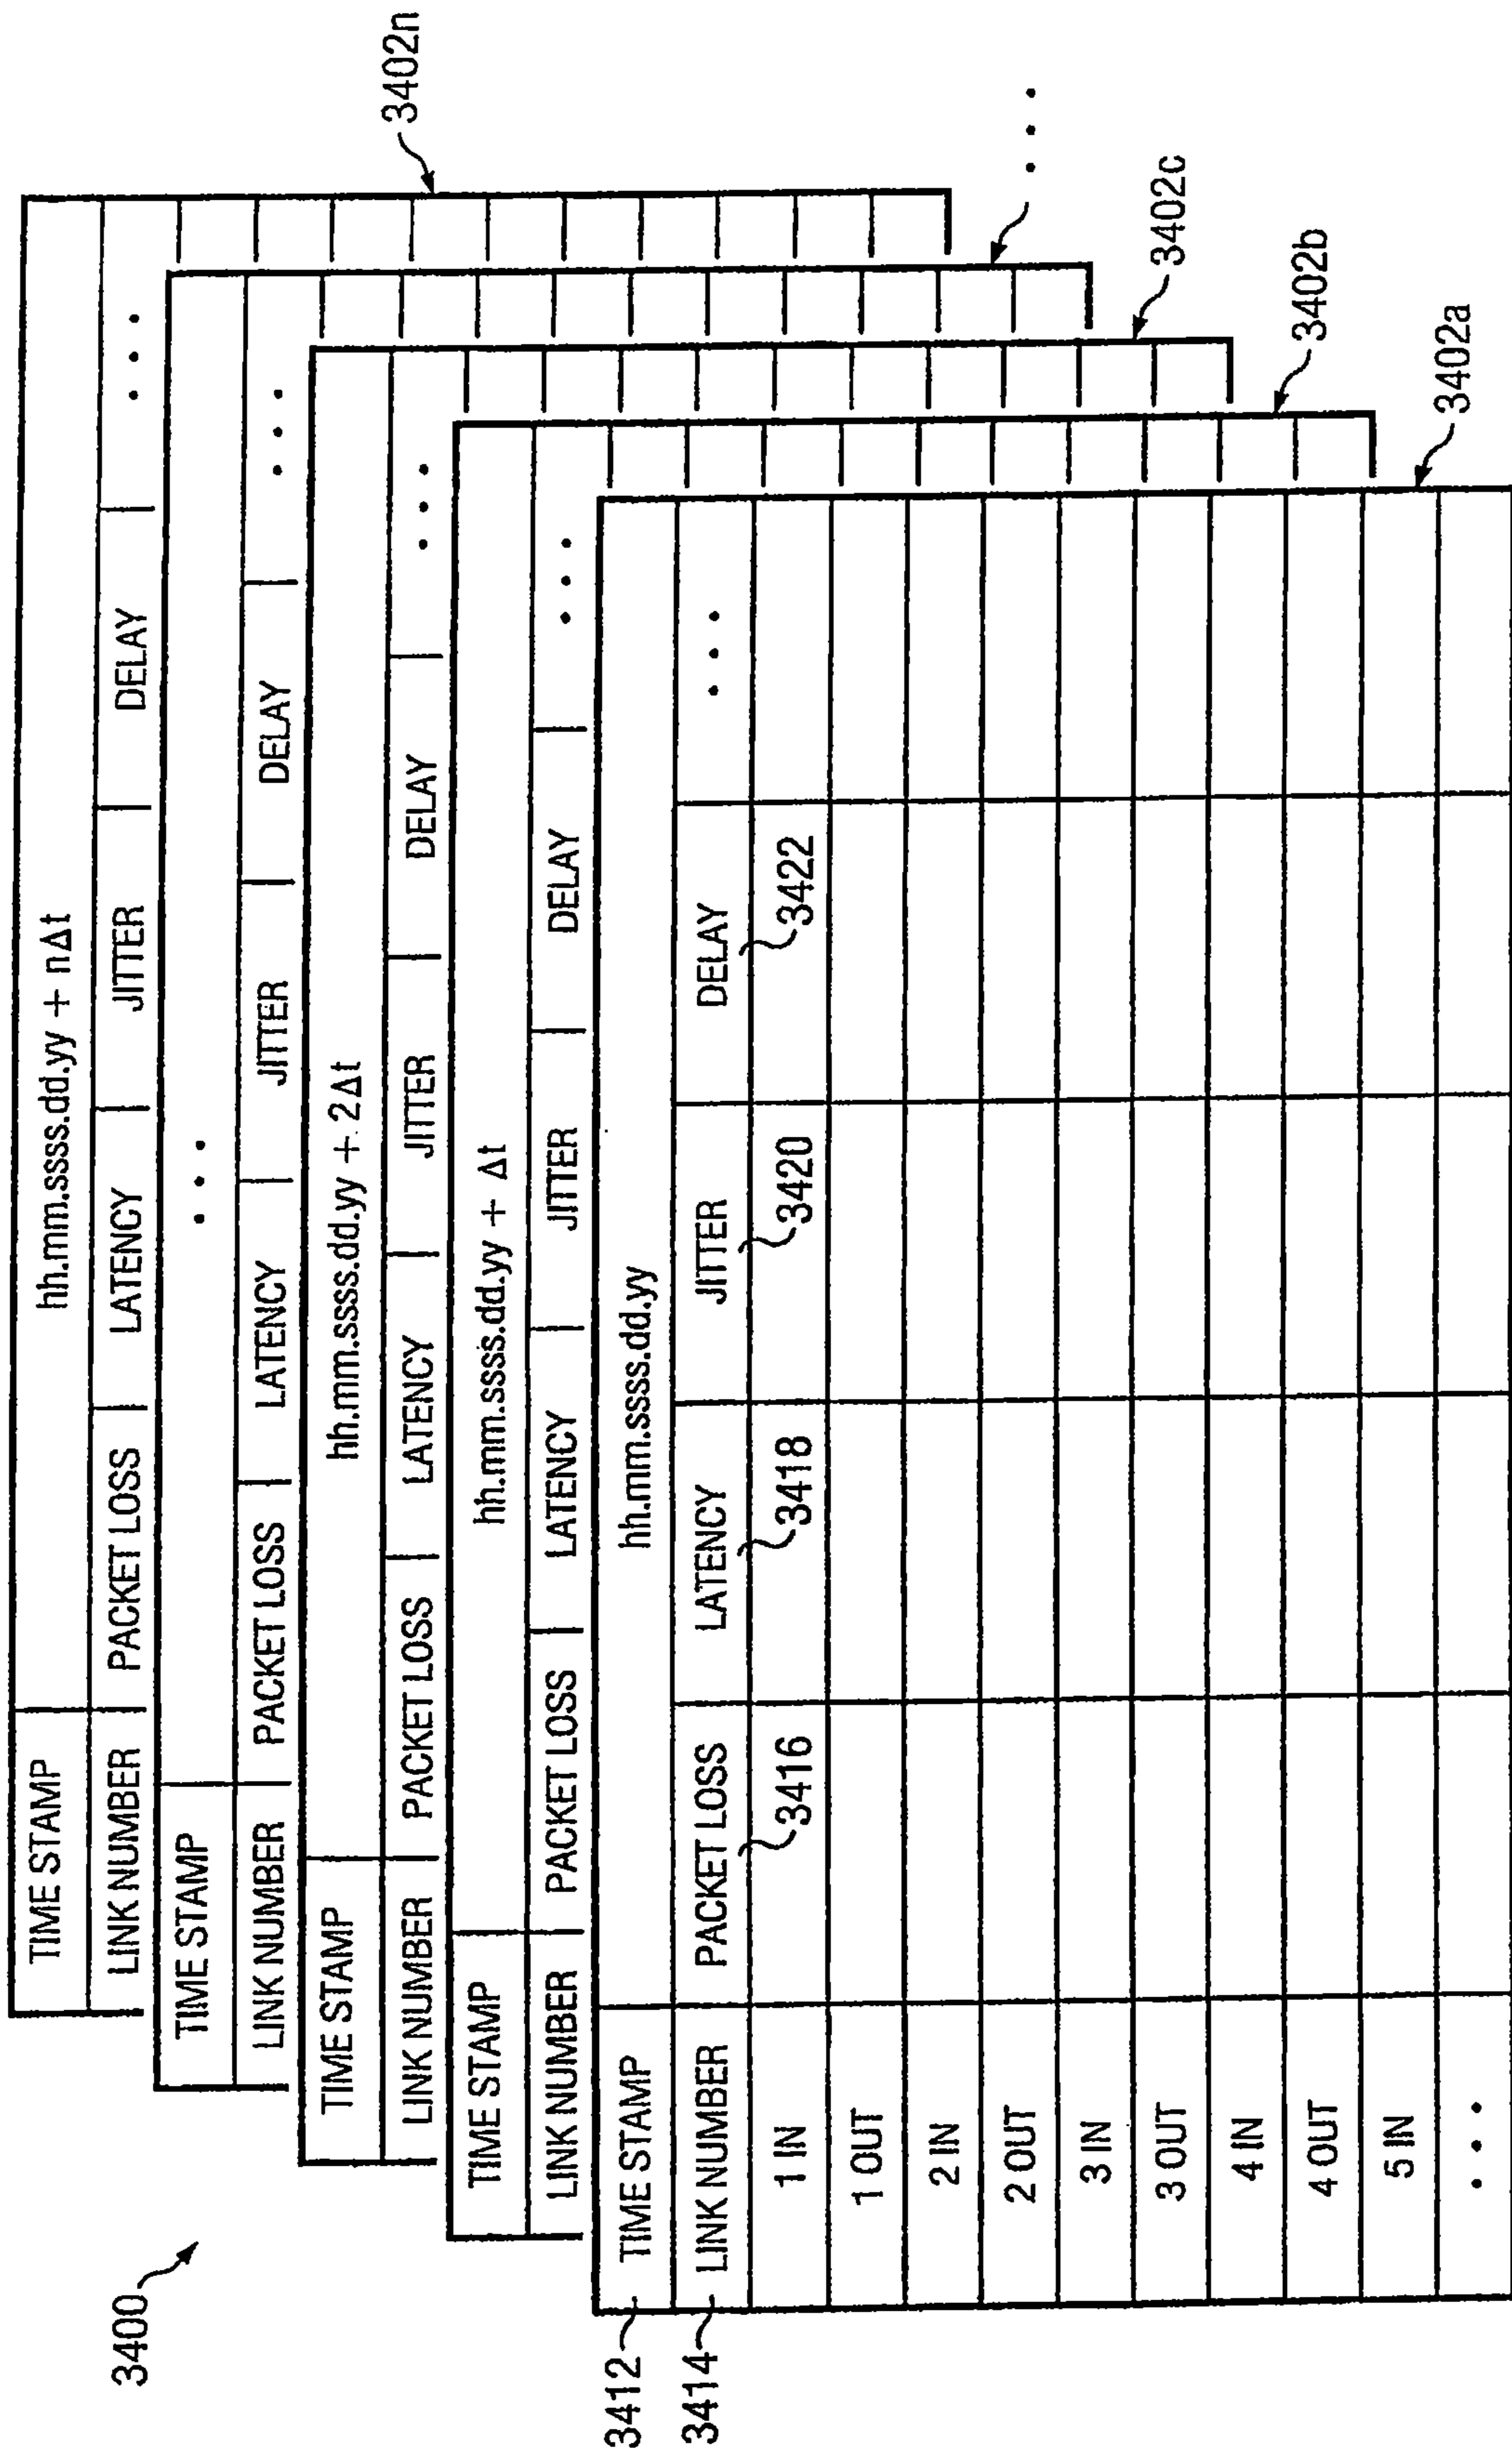 3400
TIME STAMP hh.mm.ssss.dd.yy + nΔt
LINK NUMBER PACKET LOSS LATENCY JITTER DELAY • • •
3402n
TIME STAMP • • •
LINK NUMBER PACKET LOSS LATENCY JITTER DELAY • • •
• • •
TIME STAMP hh.mm.ssss.dd.yy + 2Δt
LINK NUMBER PACKET LOSS LATENCY JITTER DELAY • • •
3402c
TIME STAMP hh.mm.ssss.dd.yy + Δt
LINK NUMBER PACKET LOSS LATENCY JITTER DELAY • • •
3402b
3412 TIME STAMP hh.mm.ssss.dd.yy
3414 LINK NUMBER PACKET LOSS LATENCY JITTER DELAY • • •
1 IN 3416 3418 3420 3422
1 OUT
2 IN
2 OUT
3 IN
3 OUT
4 IN
4 OUT
5 IN
• • •
3402a